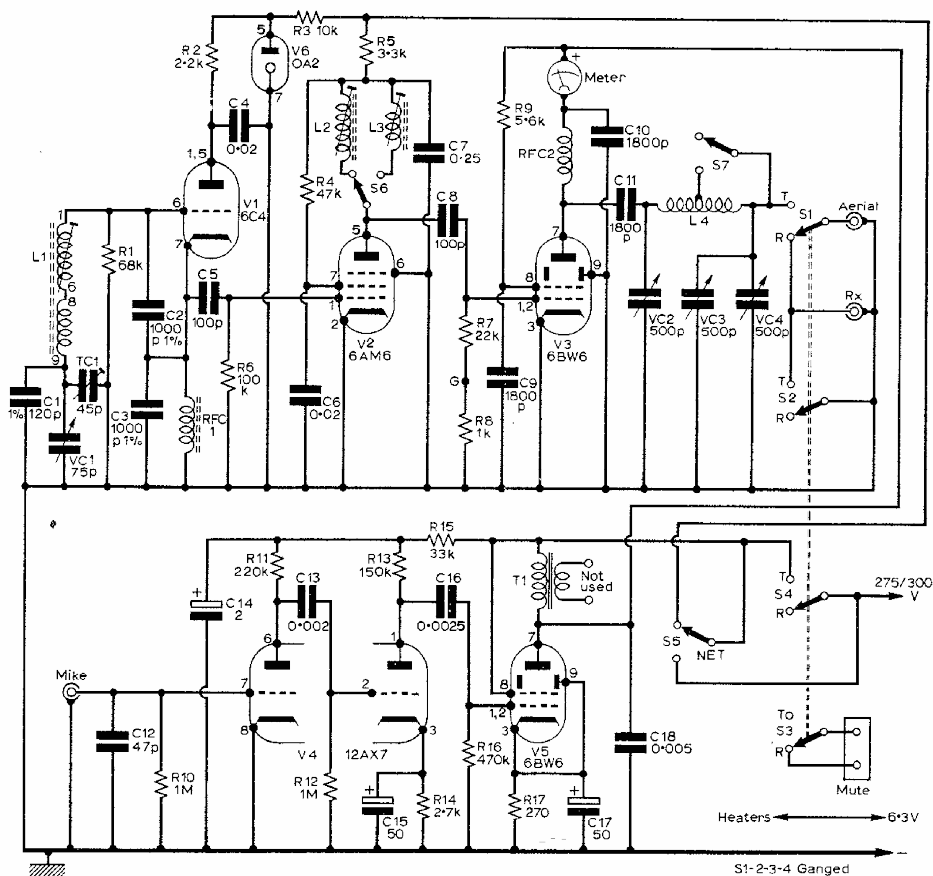 R3 10k
R2
2·2k
5
V6
OA2
7
R5
3·3k
C4
0·02
1,5
L2
L3
C7
0·25
S6
R4
47k
Meter
+
R9
5·6k
RFC2
C10
1800p
S7
C11
1800
p
L4
T
S1
Aerial
R
6
V1
6C4
7
1
L1
R1
68k
6
8
9
C5
100p
C2
1000
p 1%
C8
100p
5
7
6
1
2
V2
6AM6
7
8
9
1,2
3
V3
6BW6
VC2
500p
VC3
500p
VC4
500p
Rx
T
S2
R
TC1
45p
C1
1%
120p
VC1
75p
C3
1000
p 1%
RFC
1
R6
100
k
C6
0·02
R7
22k
G
R8
1k
C9
1800
p
R15
33k
R11
220k
C13
0·002
R13
150k
C16
0·0025
T1
Not
used
+
C14
2
T
S4
R
275/300
V
S5
NET
6
1
7
9
Mike
7
2
8
1,2
8
3
3
V4
12AX7
V5
6BW6
C12
47p
R10
1M
R12
1M
+
C15
50
R14
2·7k
R16
470k
R17
270
+
C17
50
C18
0·005
T
S3
R
Mute
Heaters
6·3V
S1-2-3-4 Ganged
−